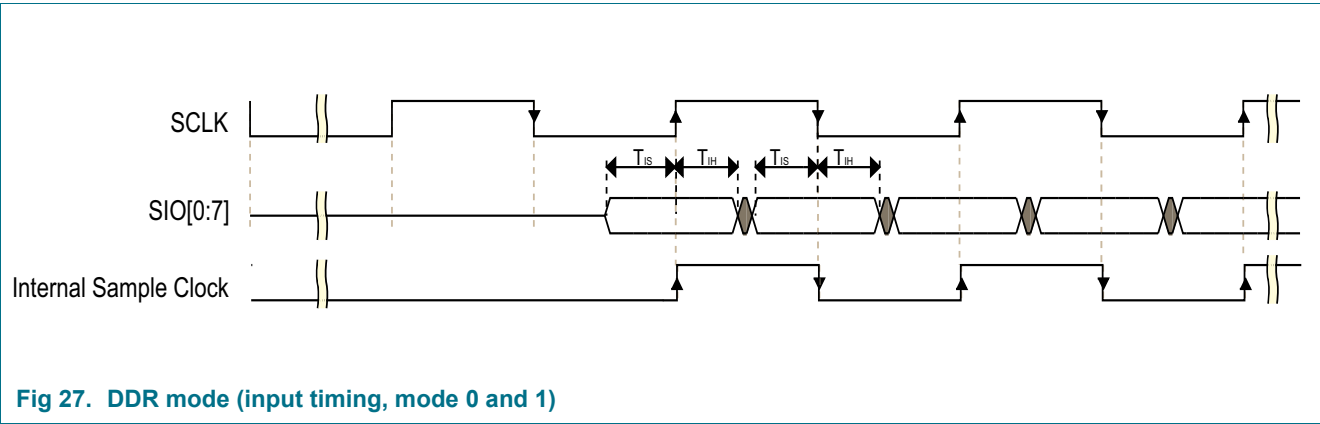 SCLK
TIS TIH TIS TIH
SIO[0:7]
Internal Sample Clock
Fig 27. DDR mode (input timing, mode 0 and 1)